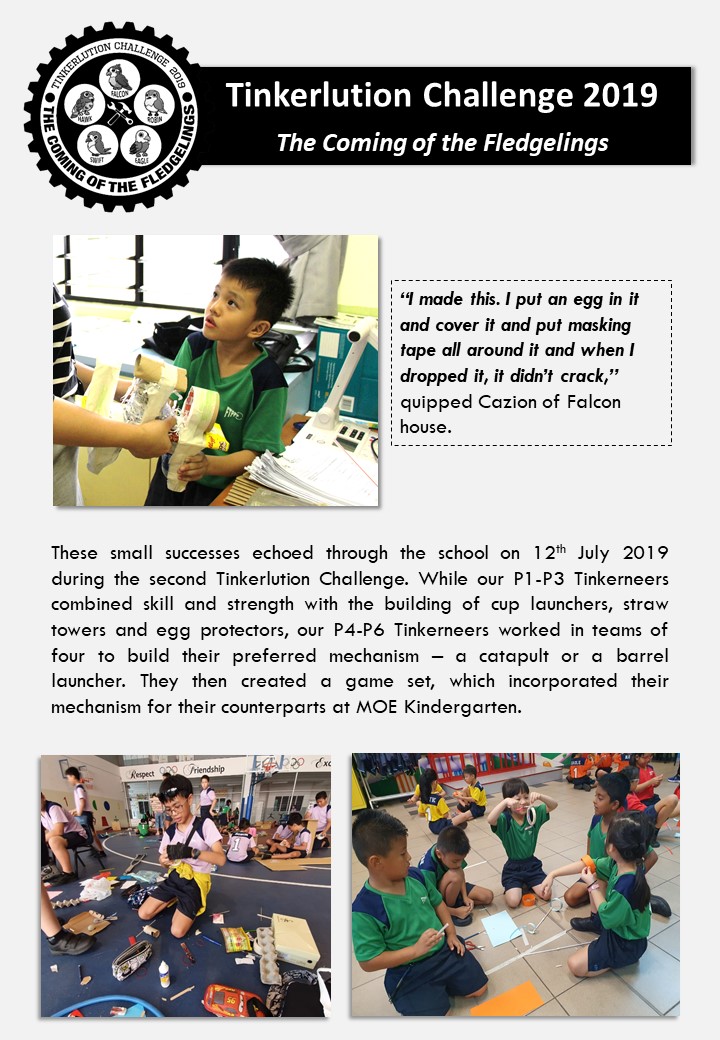 TINKERLUTION CHALLENGE 2019
FALCON
HAWK
ROBIN
SWIFT
EAGLE
THE COMING OF THE FLEDGELINGS
Tinkerlution Challenge 2019
The Coming of the Fledgelings
“I made this. I put an egg in it
and cover it and put masking
tape all around it and when I
dropped it, it didn’t crack,”
quipped Cazion of Falcon
house.
These small successes echoed through the school on 12th July 2019
during the second Tinkerlution Challenge. While our P1-P3 Tinkerneers
combined skill and strength with the building of cup launchers, straw
towers and egg protectors, our P4-P6 Tinkerneers worked in teams of
four to build their preferred mechanism – a catapult or a barrel
launcher. They then created a game set, which incorporated their
mechanism for their counterparts at MOE Kindergarten.
Respect
Friendship
Exc
1